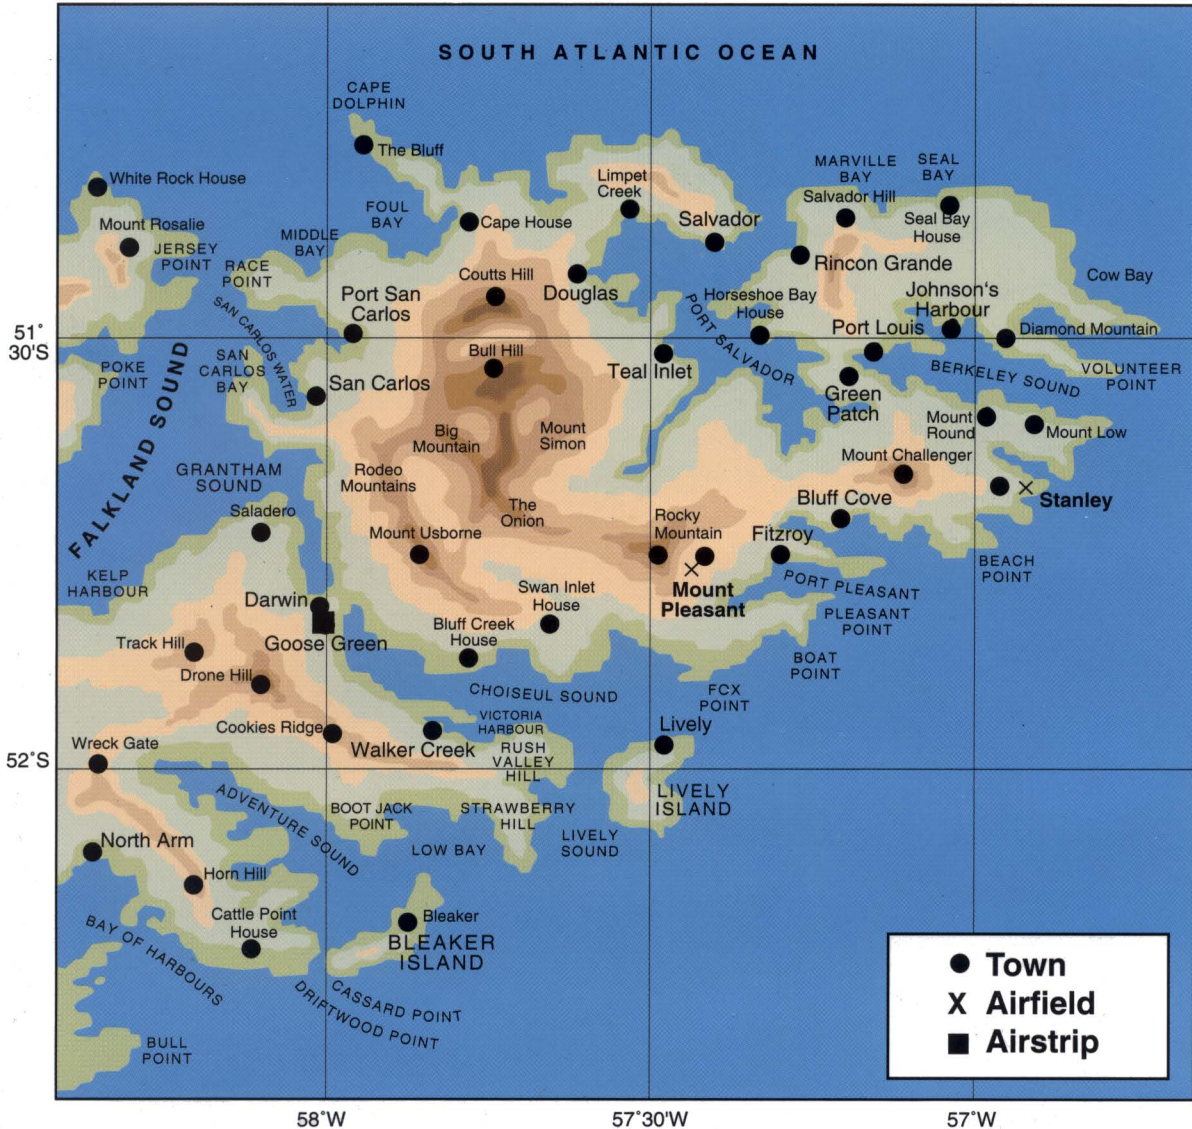 SOUTH ATLANTIC OCEAN
CAPE
DOLPHIN
The Bluff
White Rock House
Mount Rosalie
JERSEY
POINT
RACE
POINT
MIDDLE
BAY
FOUL
BAY
Cape House
Limpet
Creek
Salvador
MARVILLE
BAY
SEAL
BAY
Salvador Hill
Seal Bay
House
Rincon Grande
Cow Bay
Coutts Hill
Douglas
Port San
Carlos
SAN CARLOS WATER
Horseshoe Bay
House
Johnson's
Harbour
Port Louis
Diamond Mountain
51°
30'S
POKE
POINT
SAN
CARLOS
BAY
San Carlos
Bull Hill
Teal Inlet
PORT SALVADOR
Green
Patch
BERKELEY SOUND
VOLUNTEER
POINT
FALKLAND SOUND
Big
Mountain
Mount
Simon
Mount
Round
Mount Low
Mount Challenger
GRANTHAM
SOUND
Rodeo
Mountains
The
Onion
Saladero
Mount Usborne
Rocky
Mountain
Bluff Cove
Stanley
Fitzroy
BEACH
POINT
KELP
HARBOUR
Darwin
Goose Green
Swan Inlet
House
Mount
Pleasant
PORT PLEASANT
PLEASANT
POINT
Bluff Creek
House
Track Hill
Drone Hill
BOAT
POINT
CHOISEUL SOUND
FCX
POINT
VICTORIA
HARBOUR
Cookies Ridge
Walker Creek
RUSH
VALLEY
HILL
Lively
Wreck Gate
52°S
LIVELY
ISLAND
ADVENTURE SOUND
BOOT JACK
POINT
STRAWBERRY
HILL
LIVELY
SOUND
LOW BAY
North Arm
Horn Hill
Cattle Point
House
Bleaker
BLEAKER
ISLAND
BAY OF HARBOURS
CASSARD POINT
DRIFTWOOD POINT
BULL
POINT
Town
X Airfield
Airstrip
58°W
57°30W
57°W